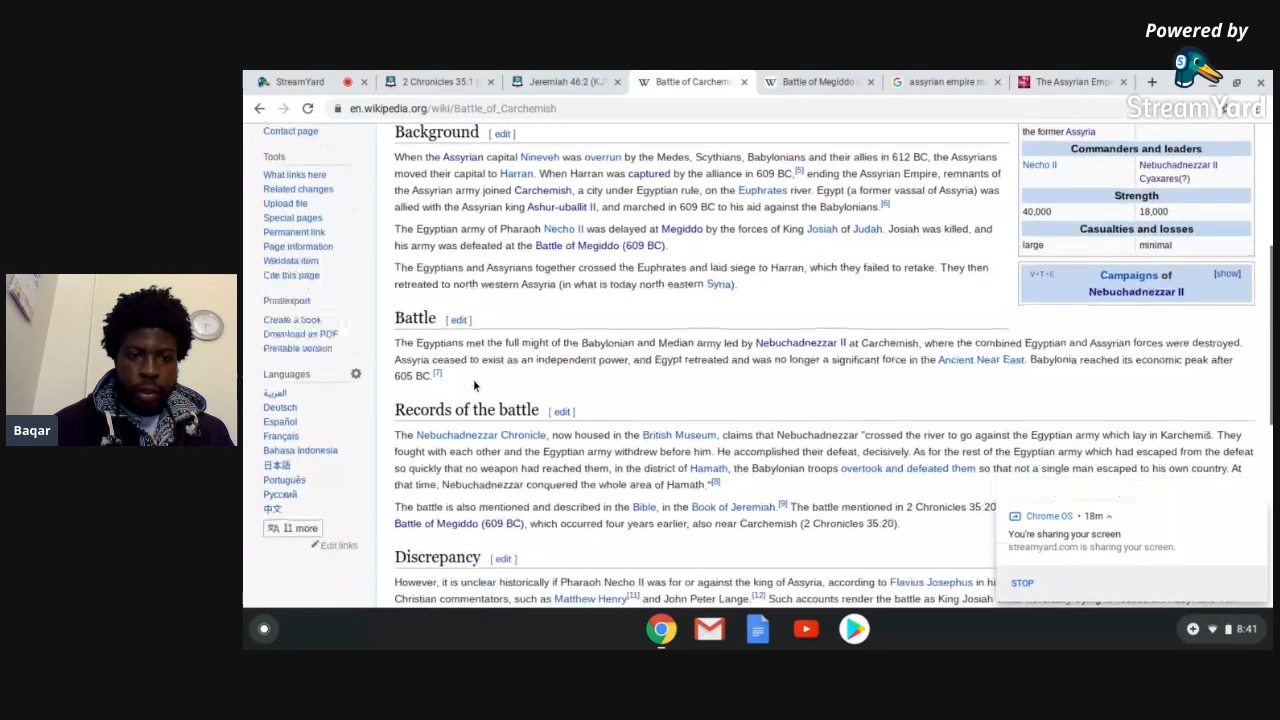 Powered by
StreamYard
StreamYard
2 Chronicles 35:1
Jeremiah 46:2 (KJ
Battle of Carchem
Battle of Megiddo
assyrian empire m
The Assyrian Emp
en.wikipedia.org/wiki/Battle_of_Carchemish
Contact page
Tools
What links here
Related changes
Upload file
Special pages
Permanent link
Page information
Wikidata item
Cite this page
Print/export
Create a book
Download as PDF
Printable version
Languages
العربية
Deutsch
Español
Français
Bahasa Indonesia
日本語
Português
Русский
中文
11 more
Edit links
Background [ edit ]
When the Assyrian capital Nineveh was overrun by the Medes, Scythians, Babylonians and their allies in 612 BC, the Assyrians
moved their capital to Harran. When Harran was captured by the alliance in 609 BC,[5] ending the Assyrian Empire, remnants of
the Assyrian army joined Carchemish, a city under Egyptian rule, on the Euphrates river. Egypt (a former vassal of Assyria) was
allied with the Assyrian king Ashur-uballit II, and marched in 609 BC to his aid against the Babylonians.[6]
The Egyptian army of Pharaoh Necho II was delayed at Megiddo by the forces of King Josiah of Judah. Josiah was killed, and
his army was defeated at the Battle of Megiddo (609 BC).
The Egyptians and Assyrians together crossed the Euphrates and laid siege to Harran, which they failed to retake. They then
retreated to north western Assyria (in what is today north eastern Syria).
the former Assyria
Commanders and leaders
Necho II
Nebuchadnezzar II
Cyaxares(?)
Strength
40,000
18,000
Casualties and losses
large
minimal
V·T·E
Campaigns of
Nebuchadnezzar II
[show]
Battle [ edit ]
The Egyptians met the full might of the Babylonian and Median army led by Nebuchadnezzar II at Carchemish, where the combined Egyptian and Assyrian forces were destroyed.
Assyria ceased to exist as an independent power, and Egypt retreated and was no longer a significant force in the Ancient Near East. Babylonia reached its economic peak after
605 BC.[7]
Records of the battle [ edit ]
The Nebuchadnezzar Chronicle, now housed in the British Museum, claims that Nebuchadnezzar "crossed the river to go against the Egyptian army which lay in Karchemiš. They
fought with each other and the Egyptian army withdrew before him. He accomplished their defeat, decisively. As for the rest of the Egyptian army which had escaped from the defeat
so quickly that no weapon had reached them, in the district of Hamath, the Babylonian troops overtook and defeated them so that not a single man escaped to his own country. At
that time, Nebuchadnezzar conquered the whole area of Hamath."[8]
The battle is also mentioned and described in the Bible, in the Book of Jeremiah.[9] The battle mentioned in 2 Chronicles 35:20
Battle of Megiddo (609 BC), which occurred four years earlier, also near Carchemish (2 Chronicles 35:20).
Discrepancy [ edit ]
However, it is unclear historically if Pharaoh Necho II was for or against the king of Assyria, according to Flavius Josephus in hi
Christian commentators, such as Matthew Henry[11] and John Peter Lange.[12] Such accounts render the battle as King Josiah
Chrome OS • 18m
You're sharing your screen
streamyard.com is sharing your screen.
STOP
8:41
Baqar